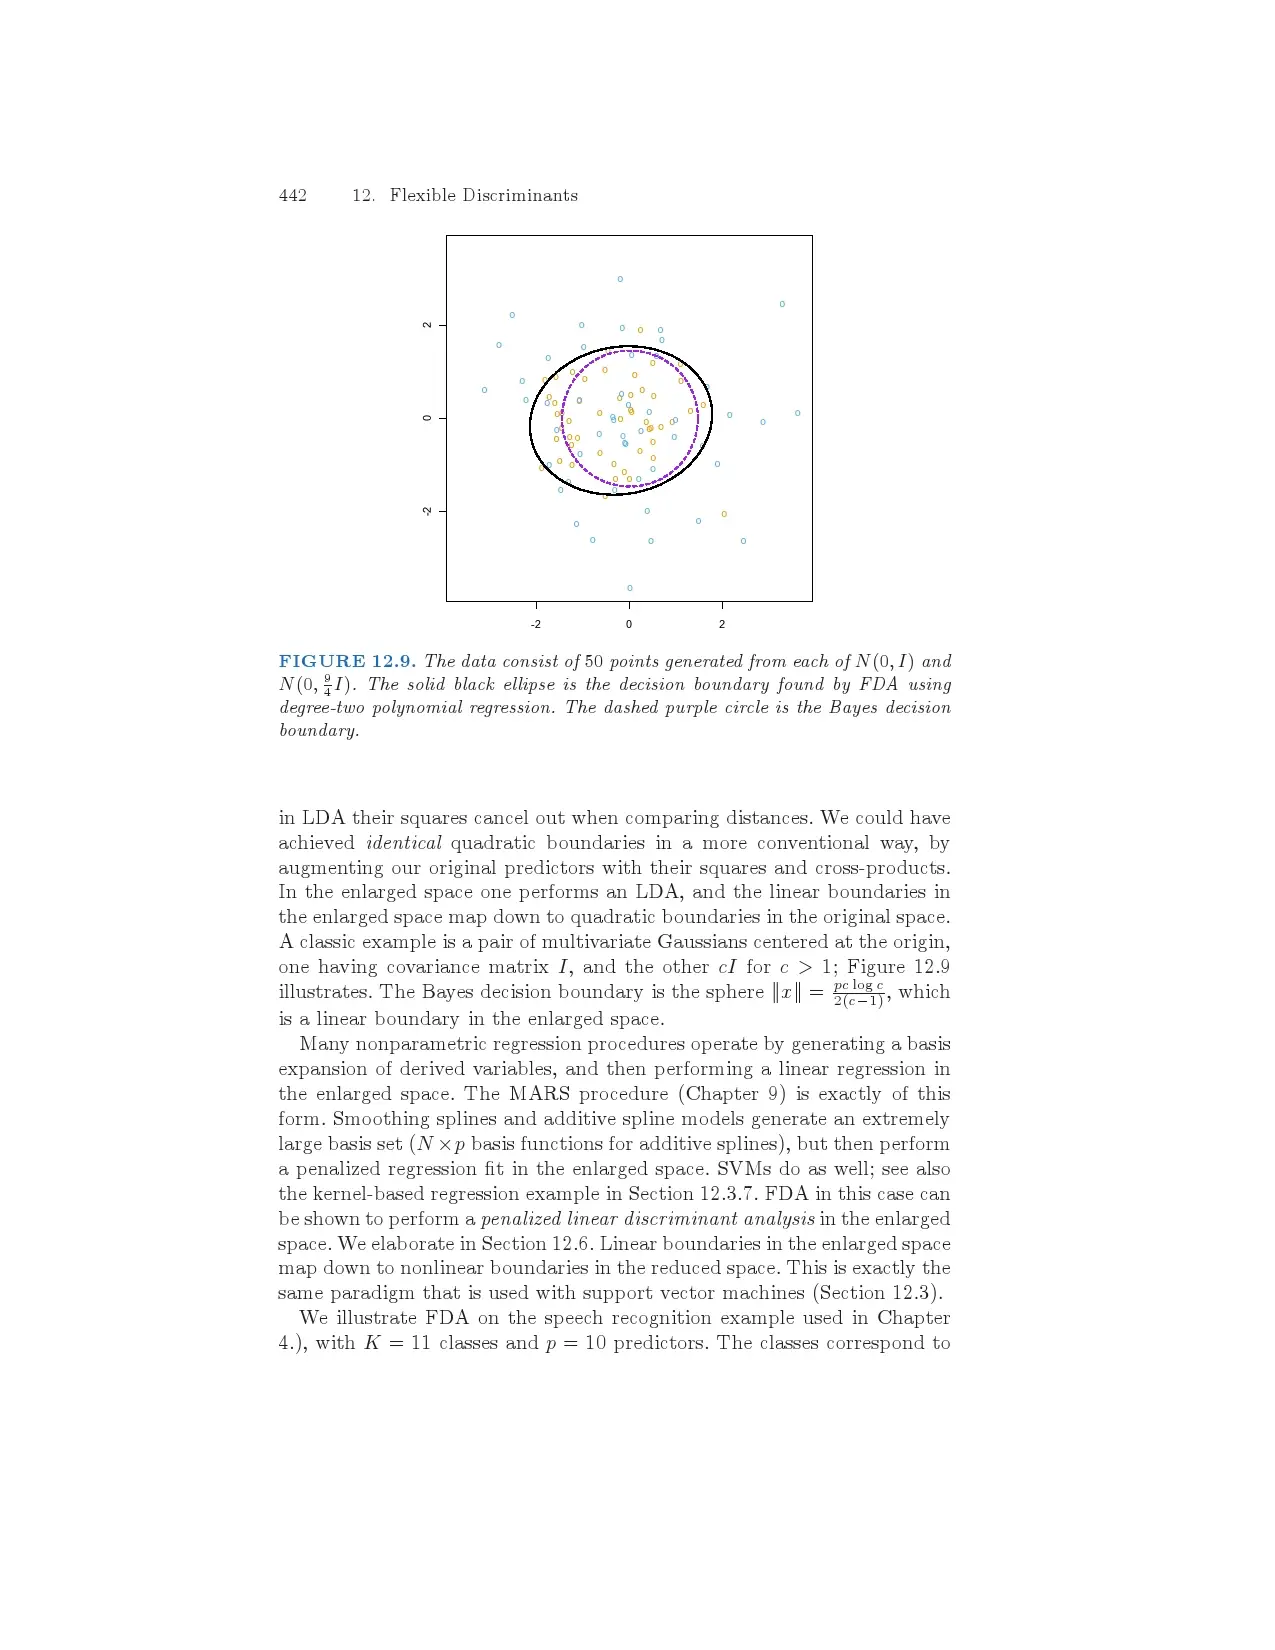 442 12. Flexible Discriminants
2
0
-2
-2 0 2
FIGURE 12.9. The data consist of 50 points generated from each of N(0, I) and
N(0, 9/4 I). The solid black ellipse is the decision boundary found by FDA using
degree-two polynomial regression. The dashed purple circle is the Bayes decision
boundary.
in LDA their squares cancel out when comparing distances. We could have
achieved identical quadratic boundaries in a more conventional way, by
augmenting our original predictors with their squares and cross-products.
In the enlarged space one performs an LDA, and the linear boundaries in
the enlarged space map down to quadratic boundaries in the original space.
A classic example is a pair of multivariate Gaussians centered at the origin,
one having covariance matrix I, and the other cI for c > 1; Figure 12.9
illustrates. The Bayes decision boundary is the sphere ‖x‖ = pc log c / 2(c−1), which
is a linear boundary in the enlarged space.
Many nonparametric regression procedures operate by generating a basis
expansion of derived variables, and then performing a linear regression in
the enlarged space. The MARS procedure (Chapter 9) is exactly of this
form. Smoothing splines and additive spline models generate an extremely
large basis set (N × p basis functions for additive splines), but then perform
a penalized regression fit in the enlarged space. SVMs do as well; see also
the kernel-based regression example in Section 12.3.7. FDA in this case can
be shown to perform a penalized linear discriminant analysis in the enlarged
space. We elaborate in Section 12.6. Linear boundaries in the enlarged space
map down to nonlinear boundaries in the reduced space. This is exactly the
same paradigm that is used with support vector machines (Section 12.3).
We illustrate FDA on the speech recognition example used in Chapter
4.), with K = 11 classes and p = 10 predictors. The classes correspond to